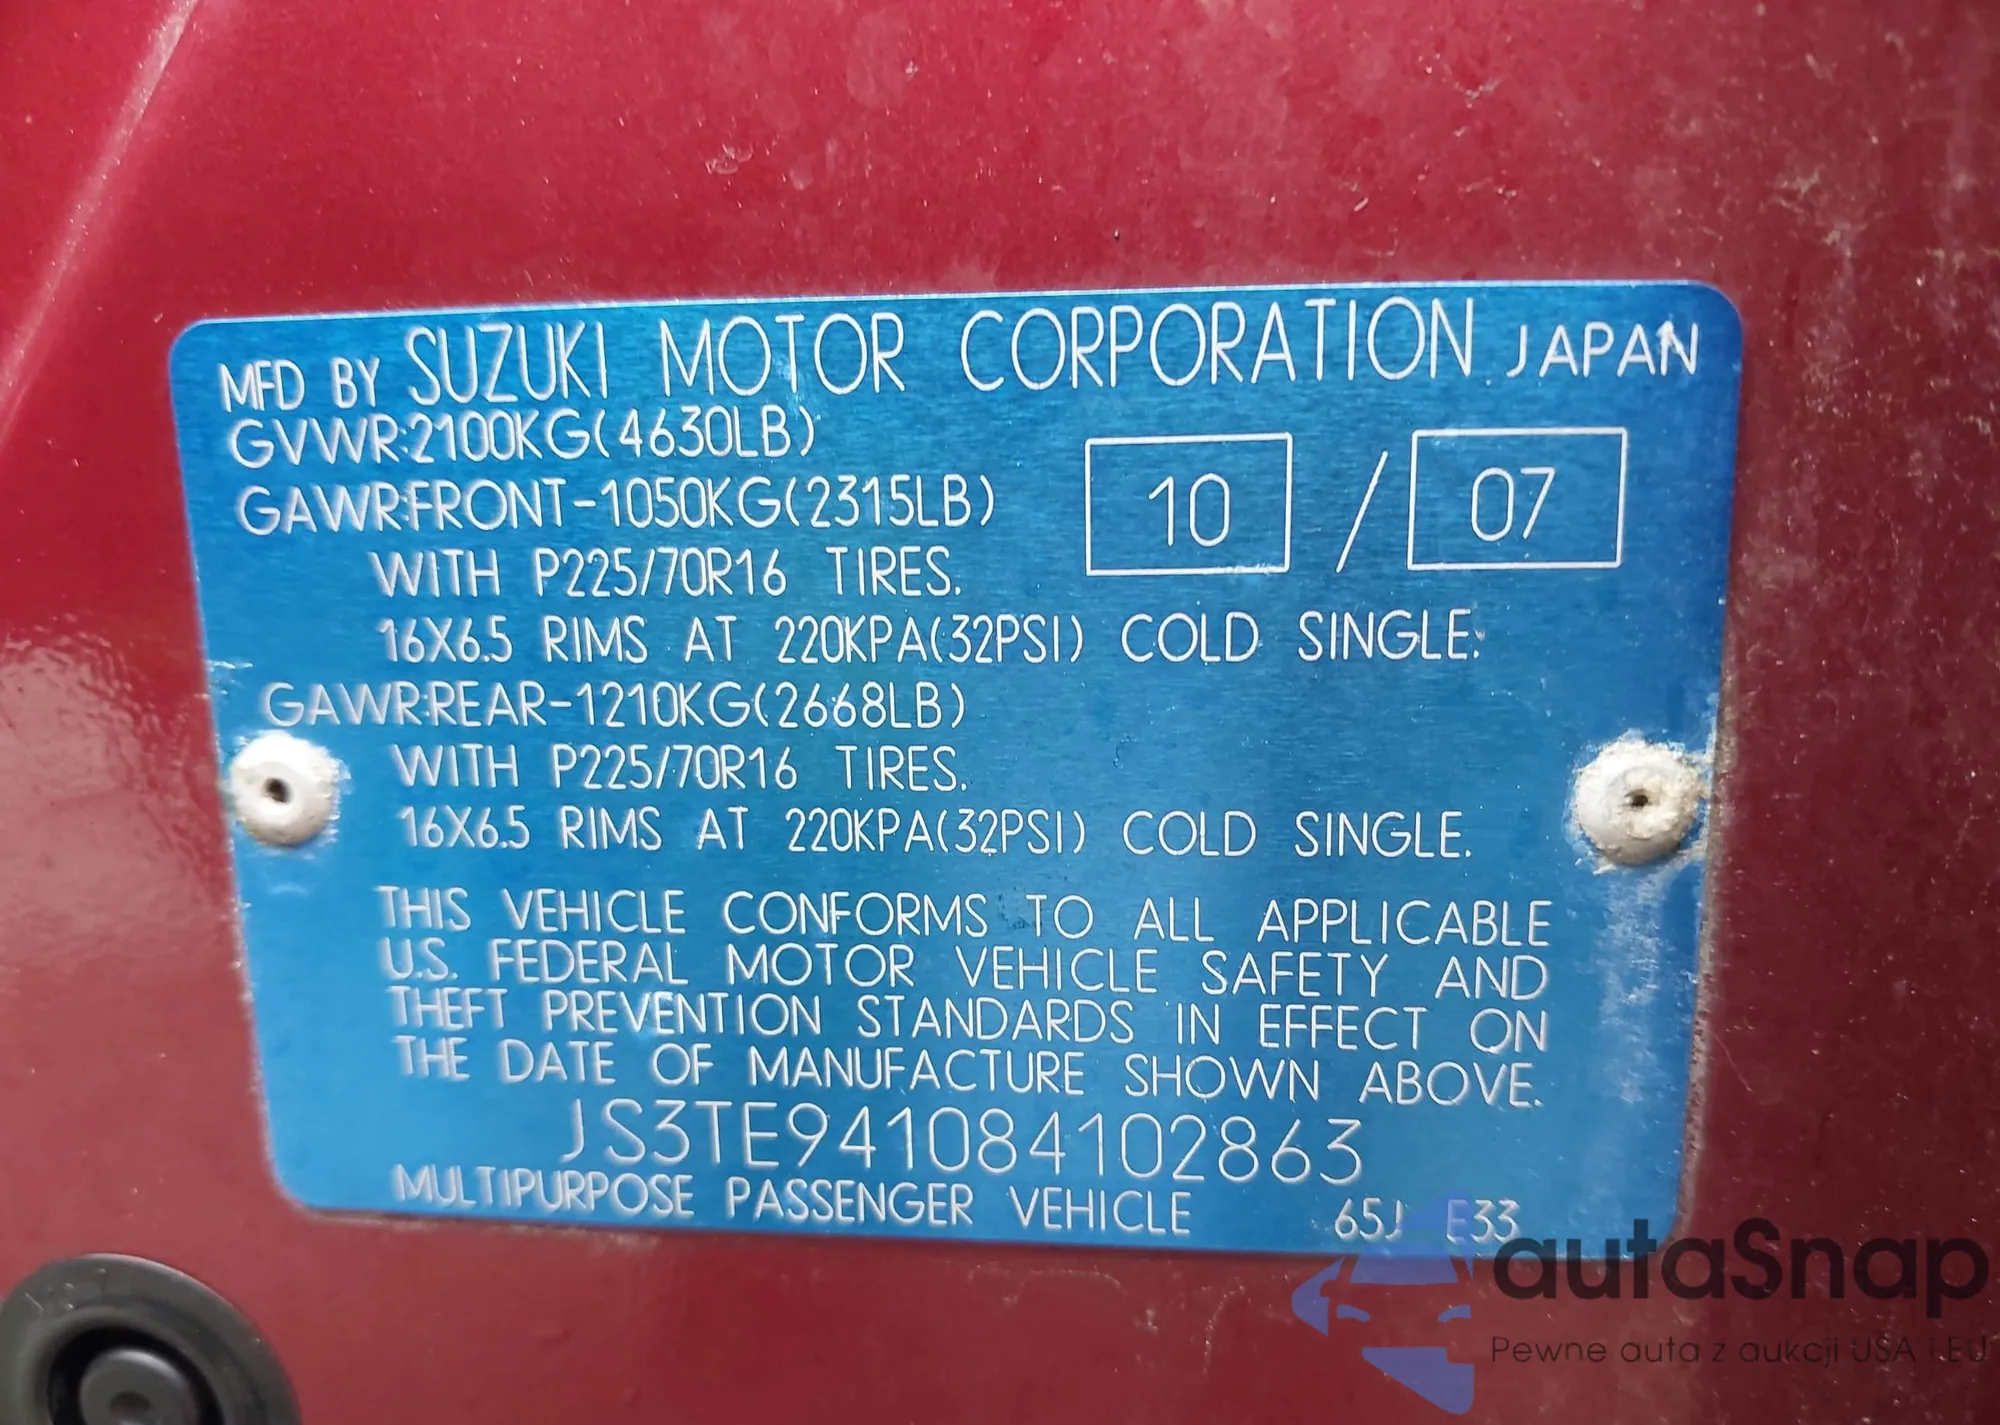 MFD BY SUZUKI MOTOR CORPORATION JAPAN
GVWR:2100KG(4630LB)
10 / 07
GAWR:FRONT-1050KG(2315LB)
WITH P225/70R16 TIRES.
16X6.5 RIMS AT 220KPA(32PSI) COLD SINGLE.
GAWR:REAR-1210KG(2668LB)
WITH P225/70R16 TIRES.
16X6.5 RIMS AT 220KPA(32PSI) COLD SINGLE.
THIS VEHICLE CONFORMS TO ALL APPLICABLE
U.S. FEDERAL MOTOR VEHICLE SAFETY AND
THEFT PREVENTION STANDARDS IN EFFECT ON
THE DATE OF MANUFACTURE SHOWN ABOVE.
JS3TE941084102863
MULTIPURPOSE PASSENGER VEHICLE 65J E33
autaSnap
Pewne auta z aukcji USA i EU